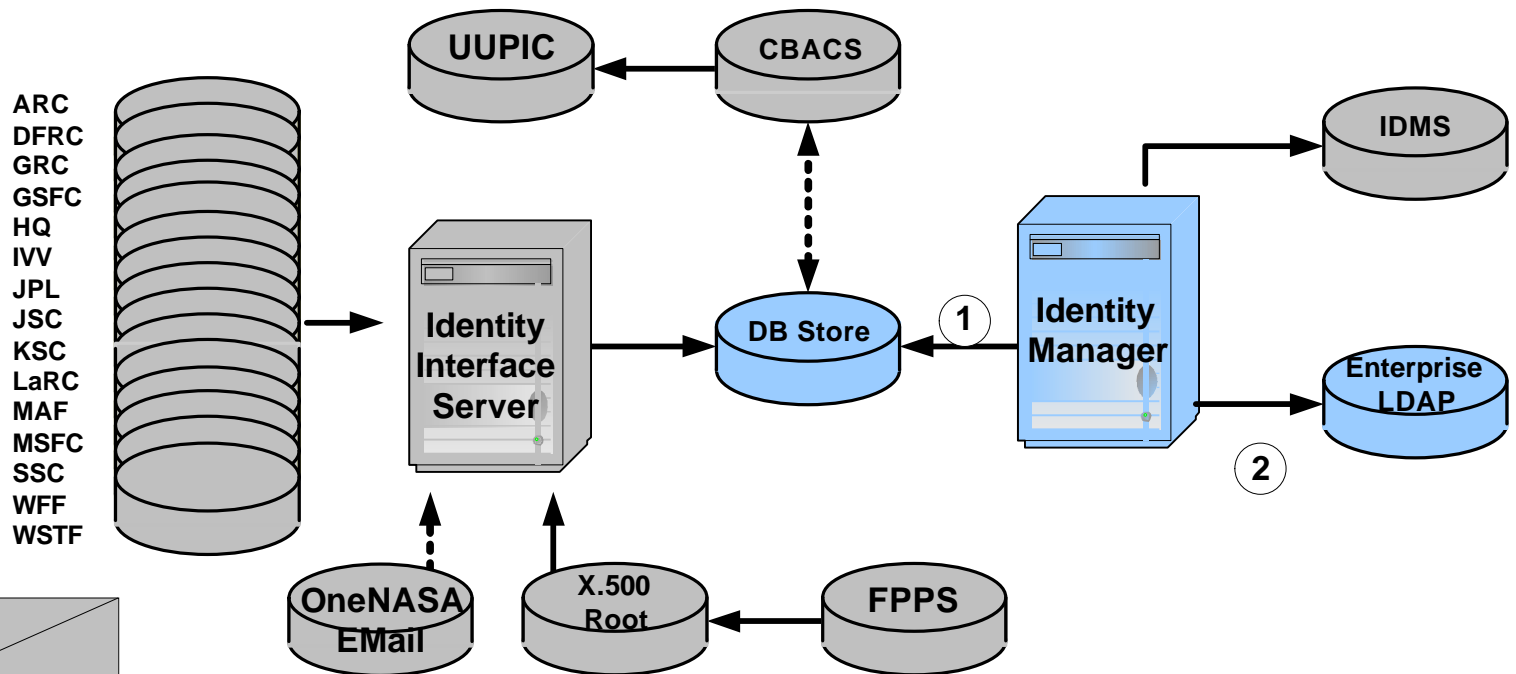 UUPIC
CBACS
ARC
DFRC
GRC
GSFC
HQ
IVV
JPL
JSC
KSC
LaRC
MAF
MSFC
SSC
WFF
WSTF
IDMS
Identity
Interface
Server
DB Store
1
Identity
Manager
Enterprise
LDAP
2
OneNASA
EMail
X.500
Root
FPPS